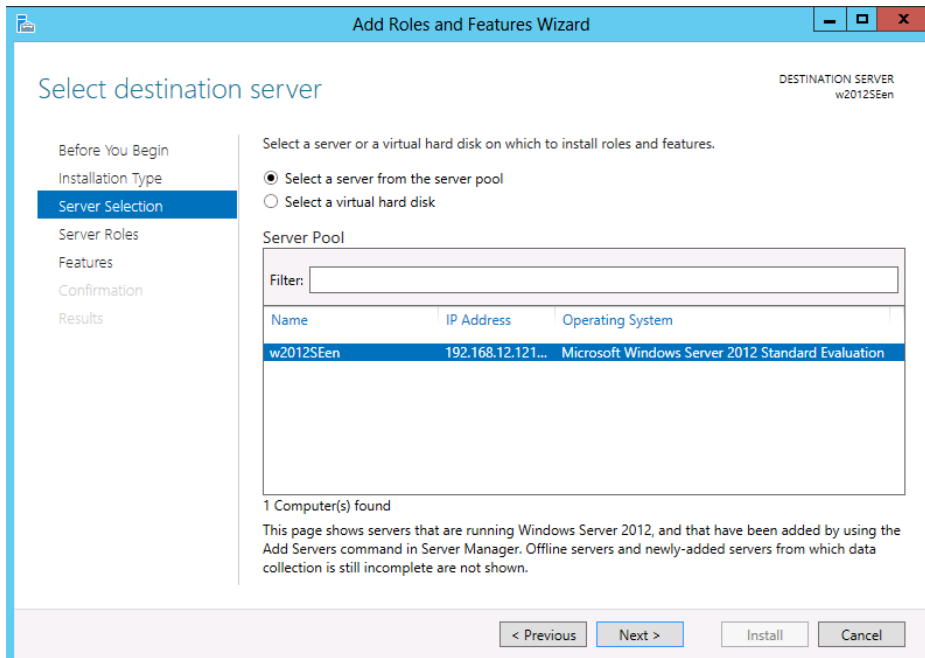 Add Roles and Features Wizard
Select destination server
DESTINATION SERVER
w2012SEen
Before You Begin
Installation Type
Server Selection
Server Roles
Features
Confirmation
Results
Select a server or a virtual hard disk on which to install roles and features.
Select a server from the server pool
Select a virtual hard disk
Server Pool
Filter:
Name IP Address Operating System
w2012SEen 192.168.12.121... Microsoft Windows Server 2012 Standard Evaluation
1 Computer(s) found
This page shows servers that are running Windows Server 2012, and that have been added by using the
Add Servers command in Server Manager. Offline servers and newly-added servers from which data
collection is still incomplete are not shown.
< Previous Next > Install Cancel